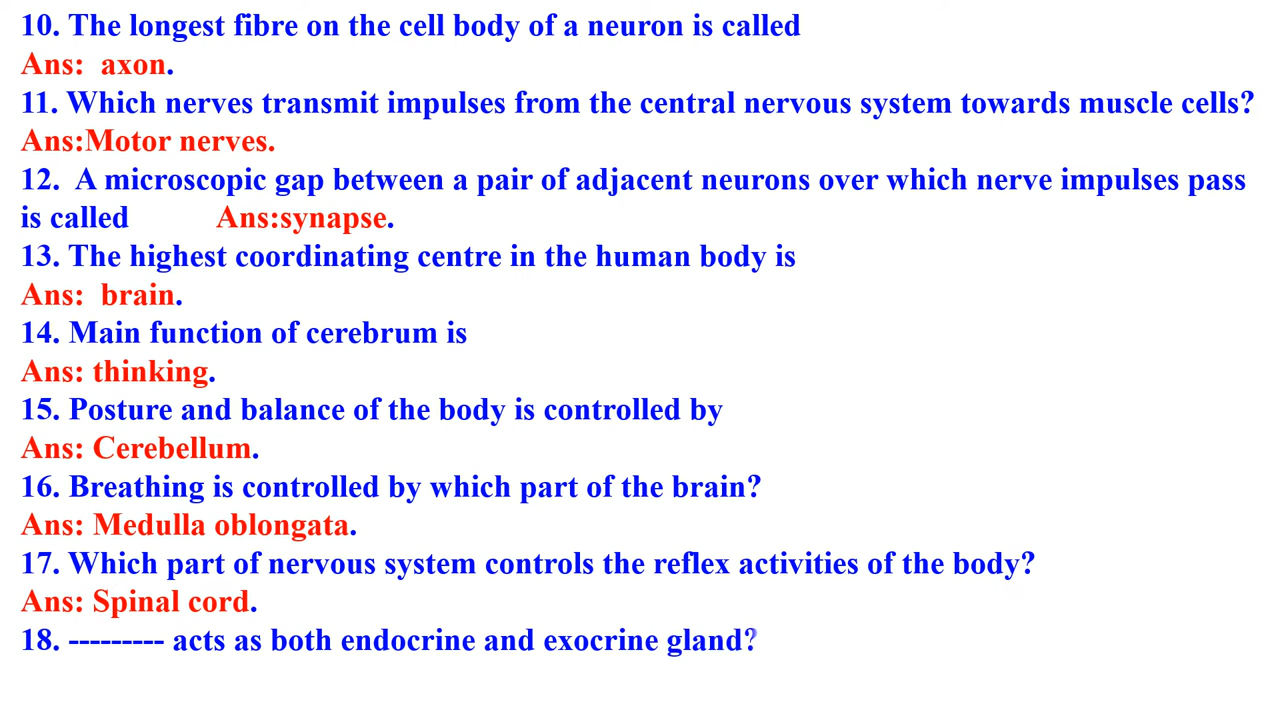 10. The longest fibre on the cell body of a neuron is called
Ans:  axon.
11. Which nerves transmit impulses from the central nervous system towards muscle cells?
Ans:Motor nerves.
12.  A microscopic gap between a pair of adjacent neurons over which nerve impulses pass
is called          Ans:synapse.
13. The highest coordinating centre in the human body is
Ans:  brain.
14. Main function of cerebrum is
Ans: thinking.
15. Posture and balance of the body is controlled by
Ans: Cerebellum.
16. Breathing is controlled by which part of the brain?
Ans: Medulla oblongata.
17. Which part of nervous system controls the reflex activities of the body?
Ans: Spinal cord.
18. --------- acts as both endocrine and exocrine gland?